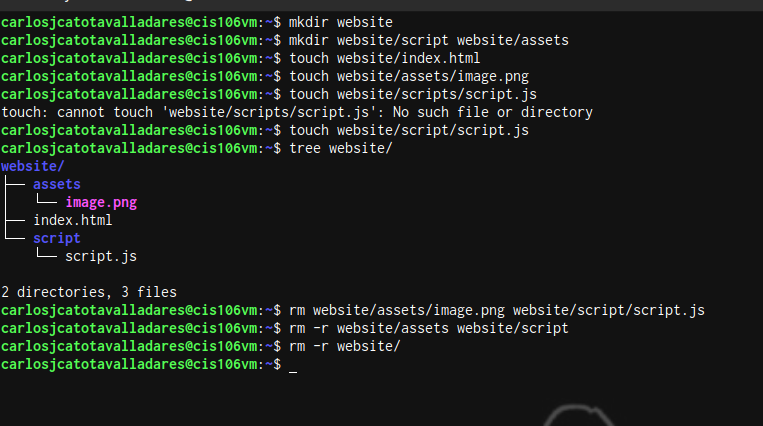 carlosjcatotavalladares@cis106vm:~$ mkdir website
carlosjcatotavalladares@cis106vm:~$ mkdir website/script website/assets
carlosjcatotavalladares@cis106vm:~$ touch website/index.html
carlosjcatotavalladares@cis106vm:~$ touch website/assets/image.png
carlosjcatotavalladares@cis106vm:~$ touch website/scripts/script.js
touch: cannot touch 'website/scripts/script.js': No such file or directory
carlosjcatotavalladares@cis106vm:~$ touch website/script/script.js
carlosjcatotavalladares@cis106vm:~$ tree website/
website/
├── assets
│   └── image.png
├── index.html
└── script
    └── script.js
2 directories, 3 files
carlosjcatotavalladares@cis106vm:~$ rm website/assets/image.png website/script/script.js
carlosjcatotavalladares@cis106vm:~$ rm -r website/assets website/script
carlosjcatotavalladares@cis106vm:~$ rm -r website/
carlosjcatotavalladares@cis106vm:~$ _